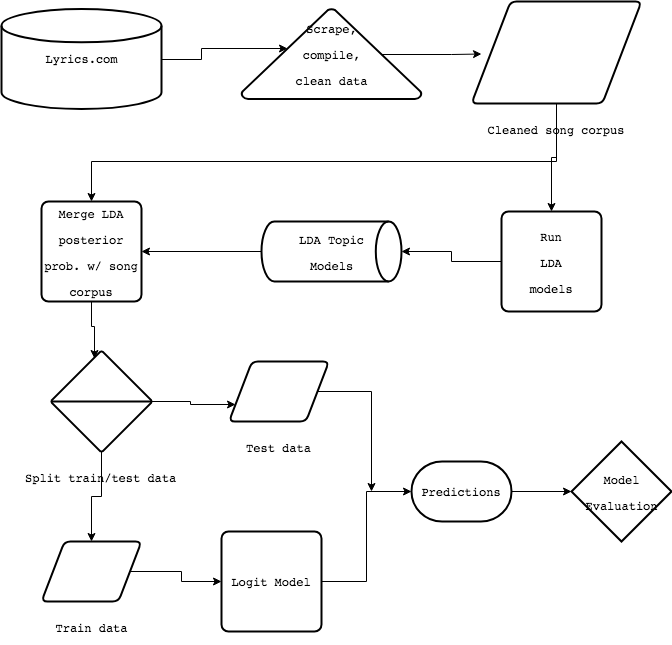 Lyrics.com
Scrape,
compile,
clean data
Cleaned song corpus
Merge LDA
posterior
prob. w/ song
corpus
LDA Topic
Models
Run
LDA
models
Test data
Split train/test data
Predictions
Model
Evaluation
Logit Model
Train data